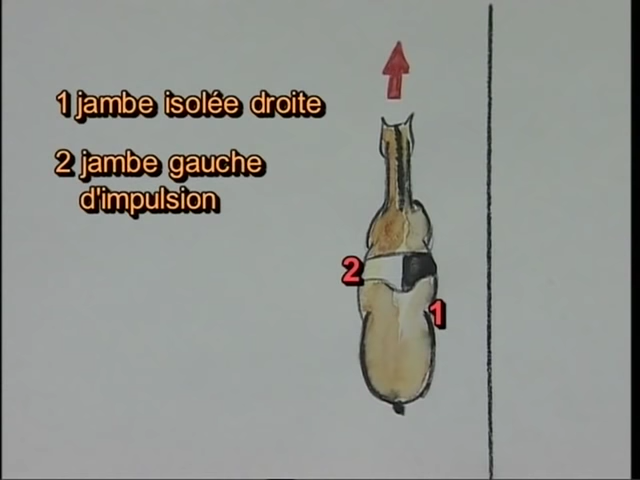 1 jambe isolée droite
2 jambe gauche
d'impulsion
2
1